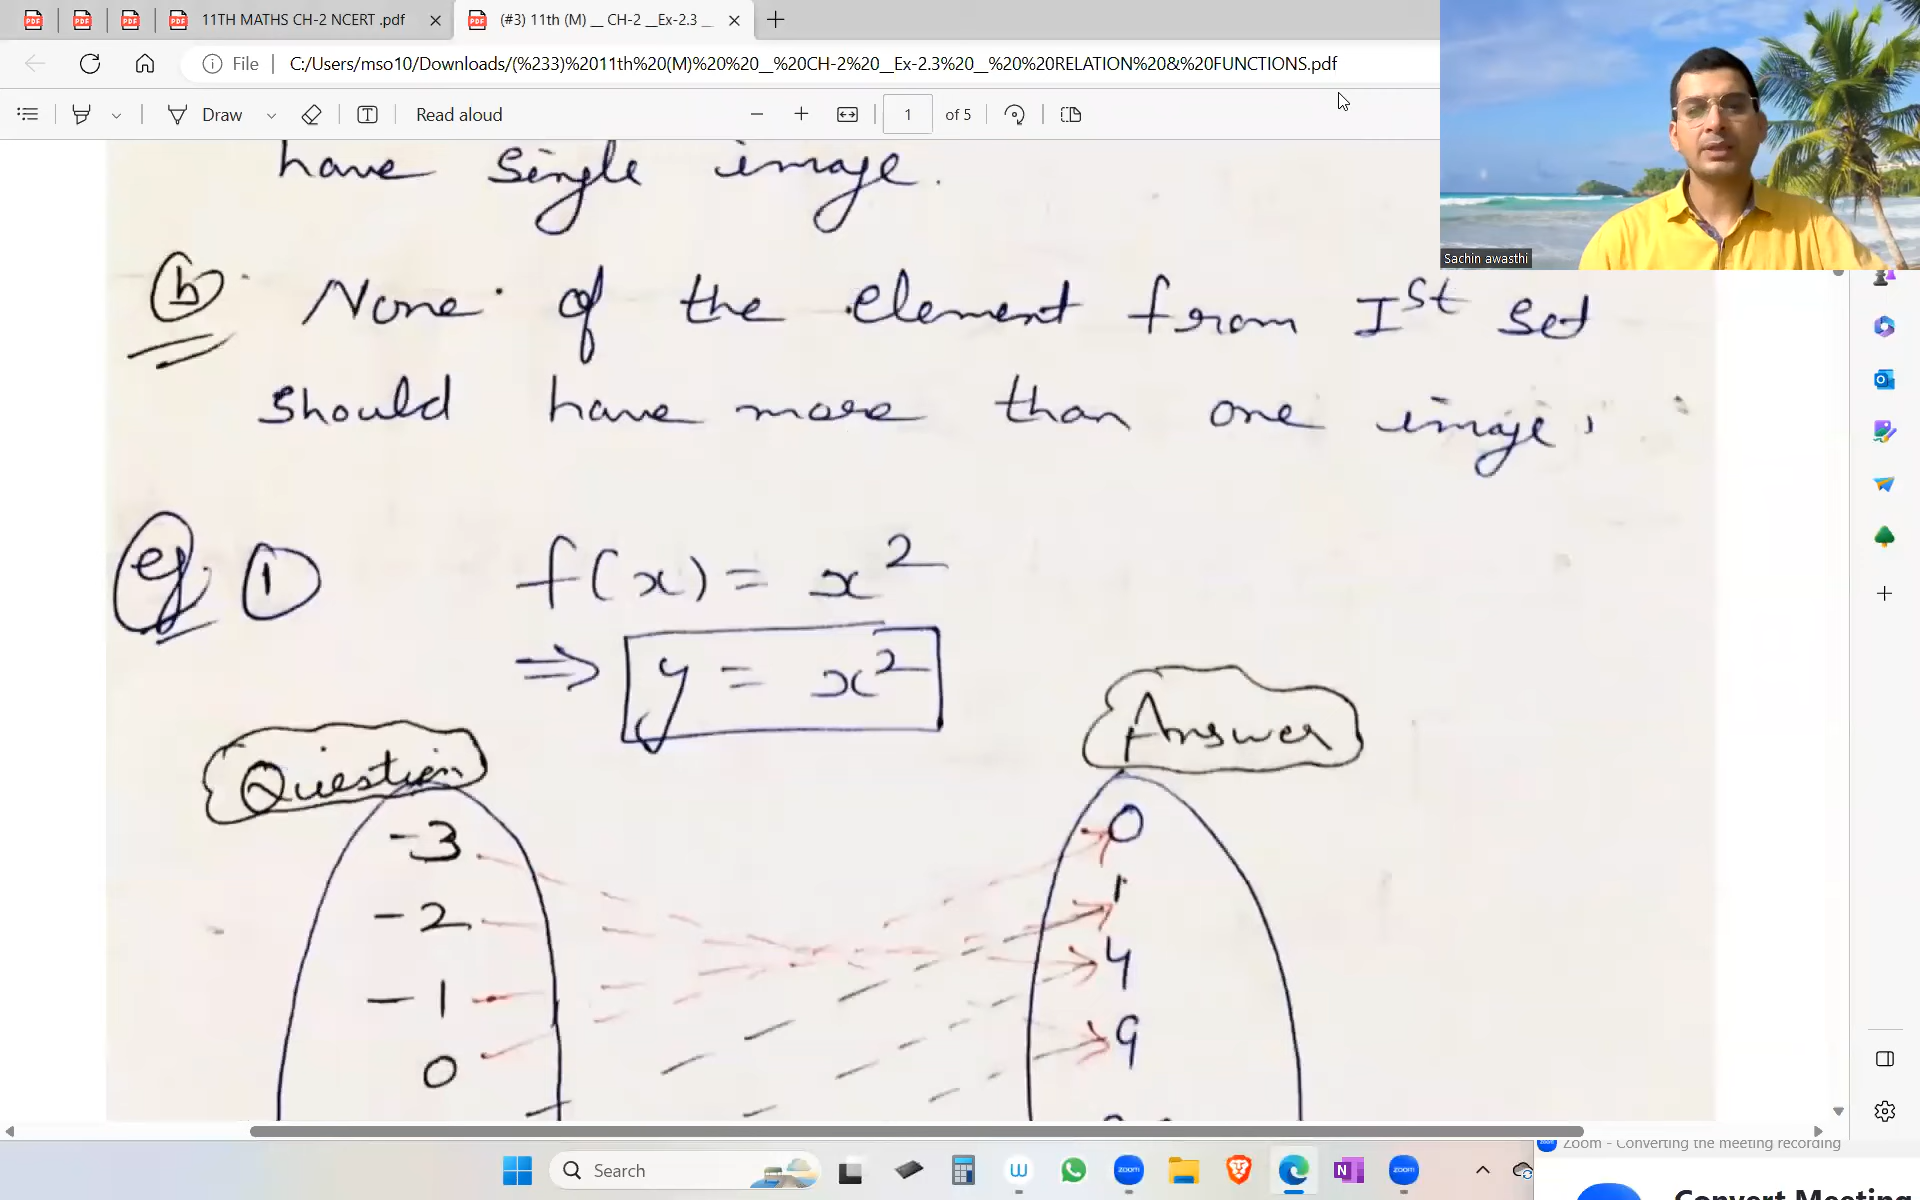 11TH MATHS CH-2 NCERT .pdf
(#3) 11th (M) __ CH-2 __Ex-2.3 __
File
C:/Users/mso10/Downloads/(%233)%2011th%20(M)%20%20__%20CH-2%20__Ex-2.3%20__%20%20RELATION%20&%20FUNCTIONS.pdf
Draw
Read aloud
1 of 5
Sachin awasthi
have single image.
(b) None of the element from Ist set
should have more than one image.
eg. (1) f(x) = x²
⇒ y = x²
Question
Answer
-3
-2
-1
0
0
1
4
9
Zoom - Converting the meeting recording
Search
Convert Meeting